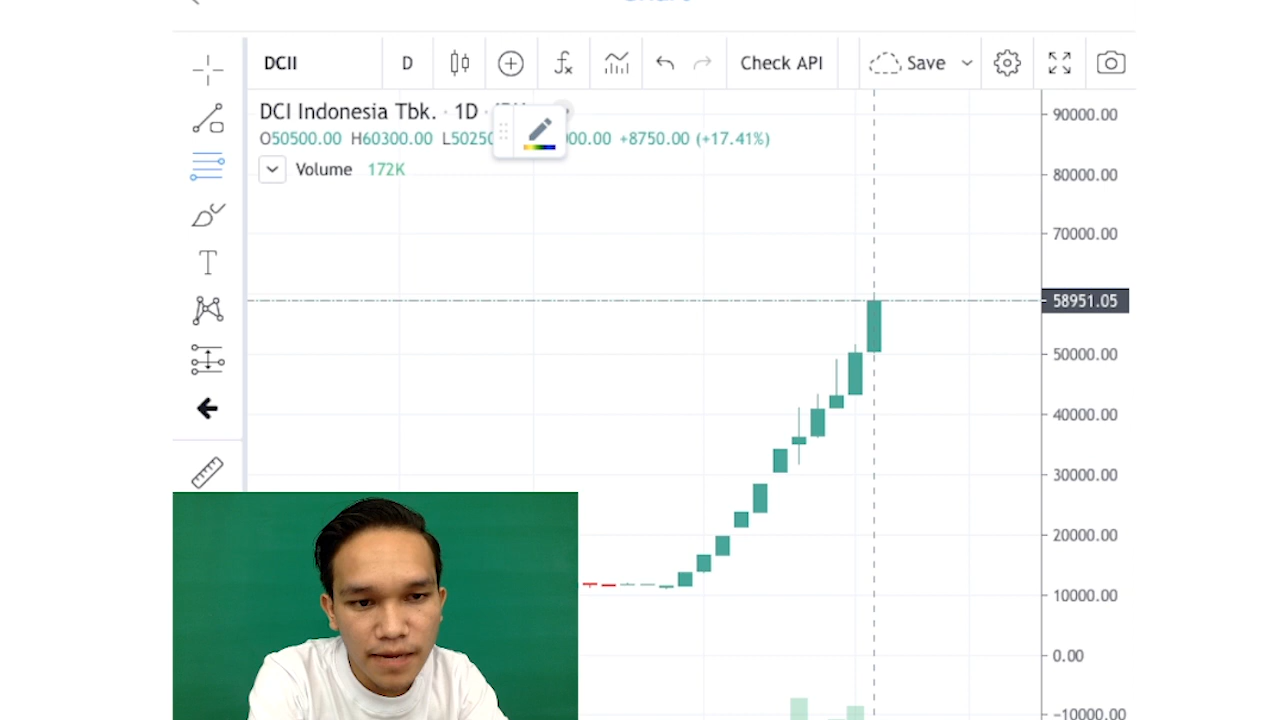 DCII D Check API Save
DCI Indonesia Tbk. · 1D ·
O50500.00 H60300.00 L50250 000.00 +8750.00 (+17.41%)
Volume 172K
T
90000.00
80000.00
70000.00
58951.05
50000.00
40000.00
30000.00
20000.00
10000.00
0.00
−10000.00